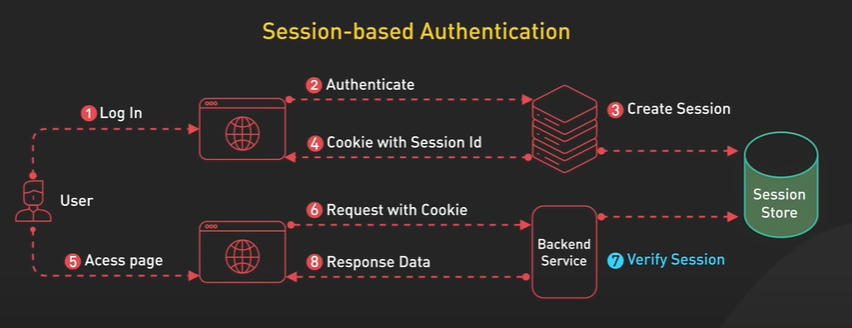 Session-based Authentication
1 Log In
2 Authenticate
3 Create Session
4 Cookie with Session Id
User
Session
Store
5 Acess page
6 Request with Cookie
Backend
Service
7 Verify Session
8 Response Data